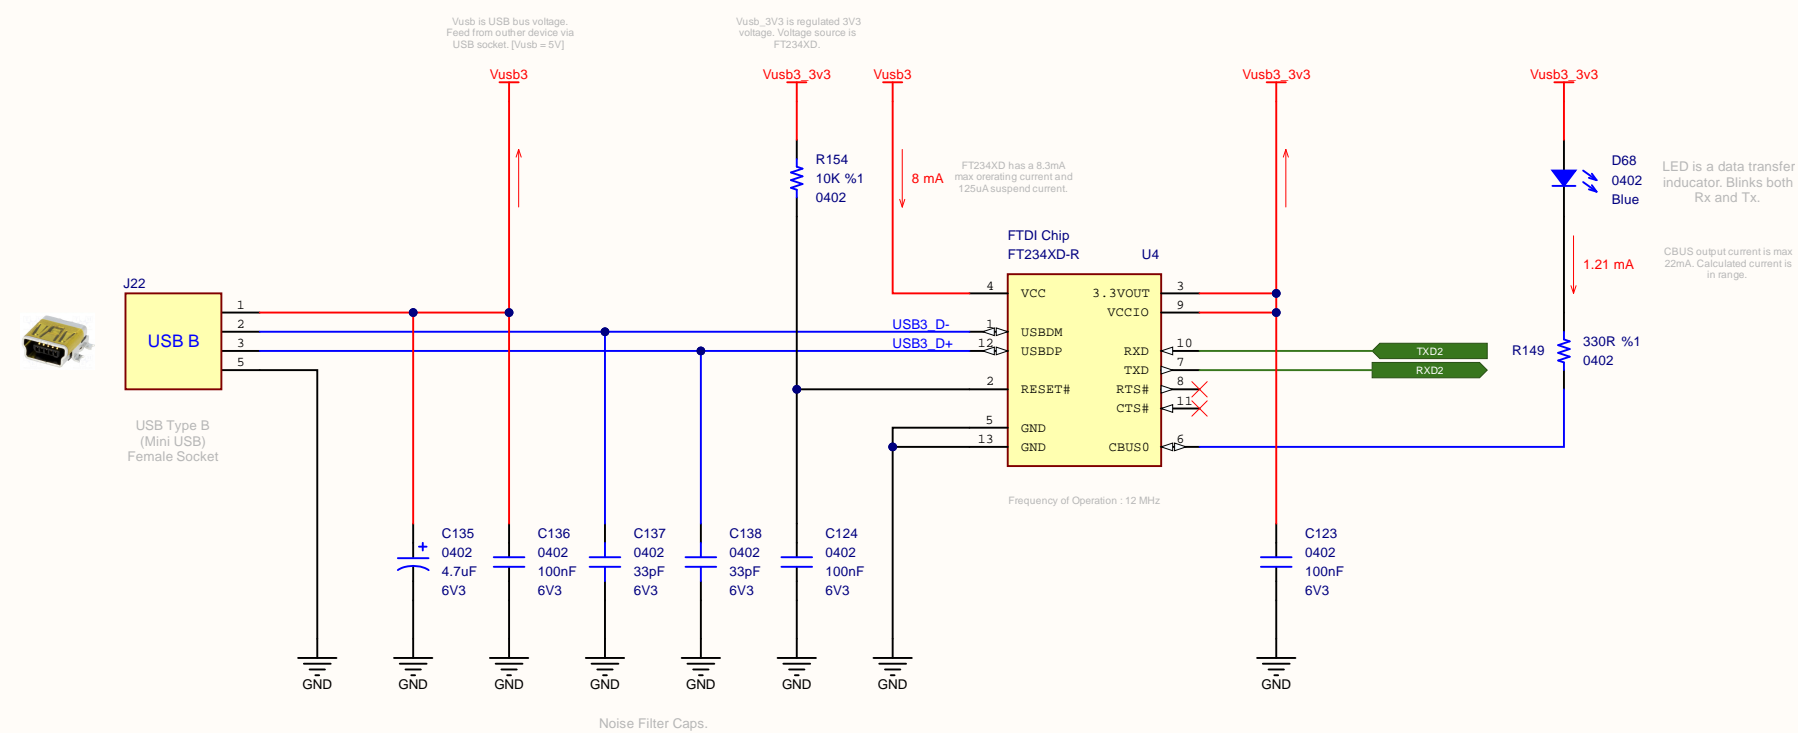 Vusb is USB bus voltage.
Feed from outher device via
USB socket. [Vusb = 5V]
Vusb_3V3 is regulated 3V3
voltage. Voltage source is
FT234XD.
Vusb3
Vusb3_3v3
Vusb3
Vusb3_3v3
Vusb3_3v3
R154
10K %1
0402
8 mA
FT234XD has a 8.3mA
max orerating current and
125uA suspend current.
D68
0402
Blue
LED is a data transfer
inducator. Blinks both
Rx and Tx.
1.21 mA
CBUS output current is max
22mA. Calculated current is
in range.
FTDI Chip
FT234XD-R
U4
J22
USB B
1
2
3
5
USB Type B
(Mini USB)
Female Socket
USB3_D-
USB3_D+
4
1
12
2
5
13
VCC
USBDM
USBDP
RESET#
GND
GND
3.3VOUT
VCCIO
RXD
TXD
RTS#
CTS#
CBUS0
3
9
10
7
8
11
6
TXD2
RXD2
R149
330R %1
0402
Frequency of Operation : 12 MHz
+
C135
0402
4.7uF
6V3
C136
0402
100nF
6V3
C137
0402
33pF
6V3
C138
0402
33pF
6V3
C124
0402
100nF
6V3
C123
0402
100nF
6V3
GND
GND
GND
GND
GND
GND
GND
GND
Noise Filter Caps.